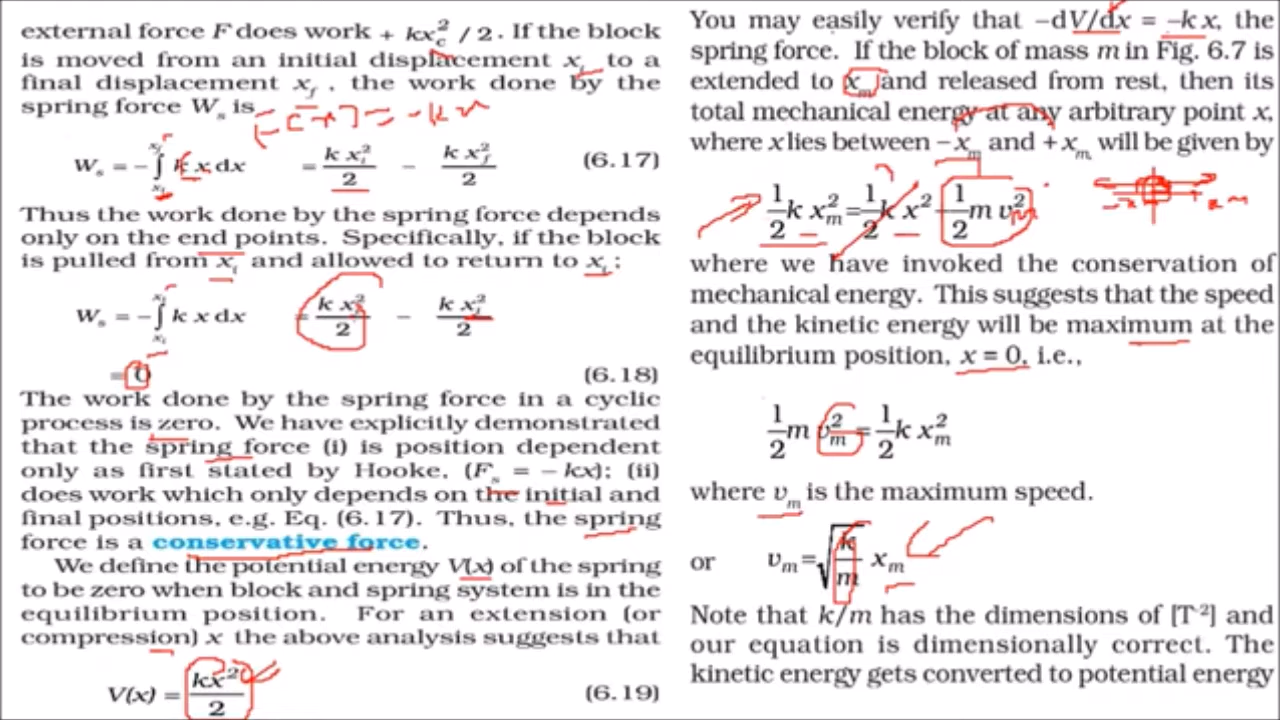 external force F does work + kx_c^2 / 2. If the block
is moved from an initial displacement x_i to a
final displacement x_f, the work done by the
spring force W_s is
-[x] = -kx
W_s = - ∫_{x_i}^{x_f} k x dx = k x_i^2 / 2 - k x_f^2 / 2 (6.17)
Thus the work done by the spring force depends
only on the end points. Specifically, if the block
is pulled from x_i and allowed to return to x_i :
W_s = - ∫_{x_i}^{x_i} k x dx = k x_i^2 / 2 - k x_i^2 / 2
= 0 (6.18)
The work done by the spring force in a cyclic
process is zero. We have explicitly demonstrated
that the spring force (i) is position dependent
only as first stated by Hooke, (F_s = - kx); (ii)
does work which only depends on the initial and
final positions, e.g. Eq. (6.17). Thus, the spring
force is a conservative force.
We define the potential energy V(x) of the spring
to be zero when block and spring system is in the
equilibrium position. For an extension (or
compression) x the above analysis suggests that
V(x) = kx^2 / 2 (6.19)
You may easily verify that -dV/dx = -k x, the
spring force. If the block of mass m in Fig. 6.7 is
extended to x_m and released from rest, then its
total mechanical energy at any arbitrary point x,
where x lies between -x_m and +x_m, will be given by
1/2 k x_m^2 = 1/2 k x^2 1/2 m v_m^2
-x +xm
where we have invoked the conservation of
mechanical energy. This suggests that the speed
and the kinetic energy will be maximum at the
equilibrium position, x = 0, i.e.,
1/2 m v_m^2 = 1/2 k x_m^2
where v_m is the maximum speed.
or v_m = √(k/m) x_m
Note that k/m has the dimensions of [T^-2] and
our equation is dimensionally correct. The
kinetic energy gets converted to potential energy